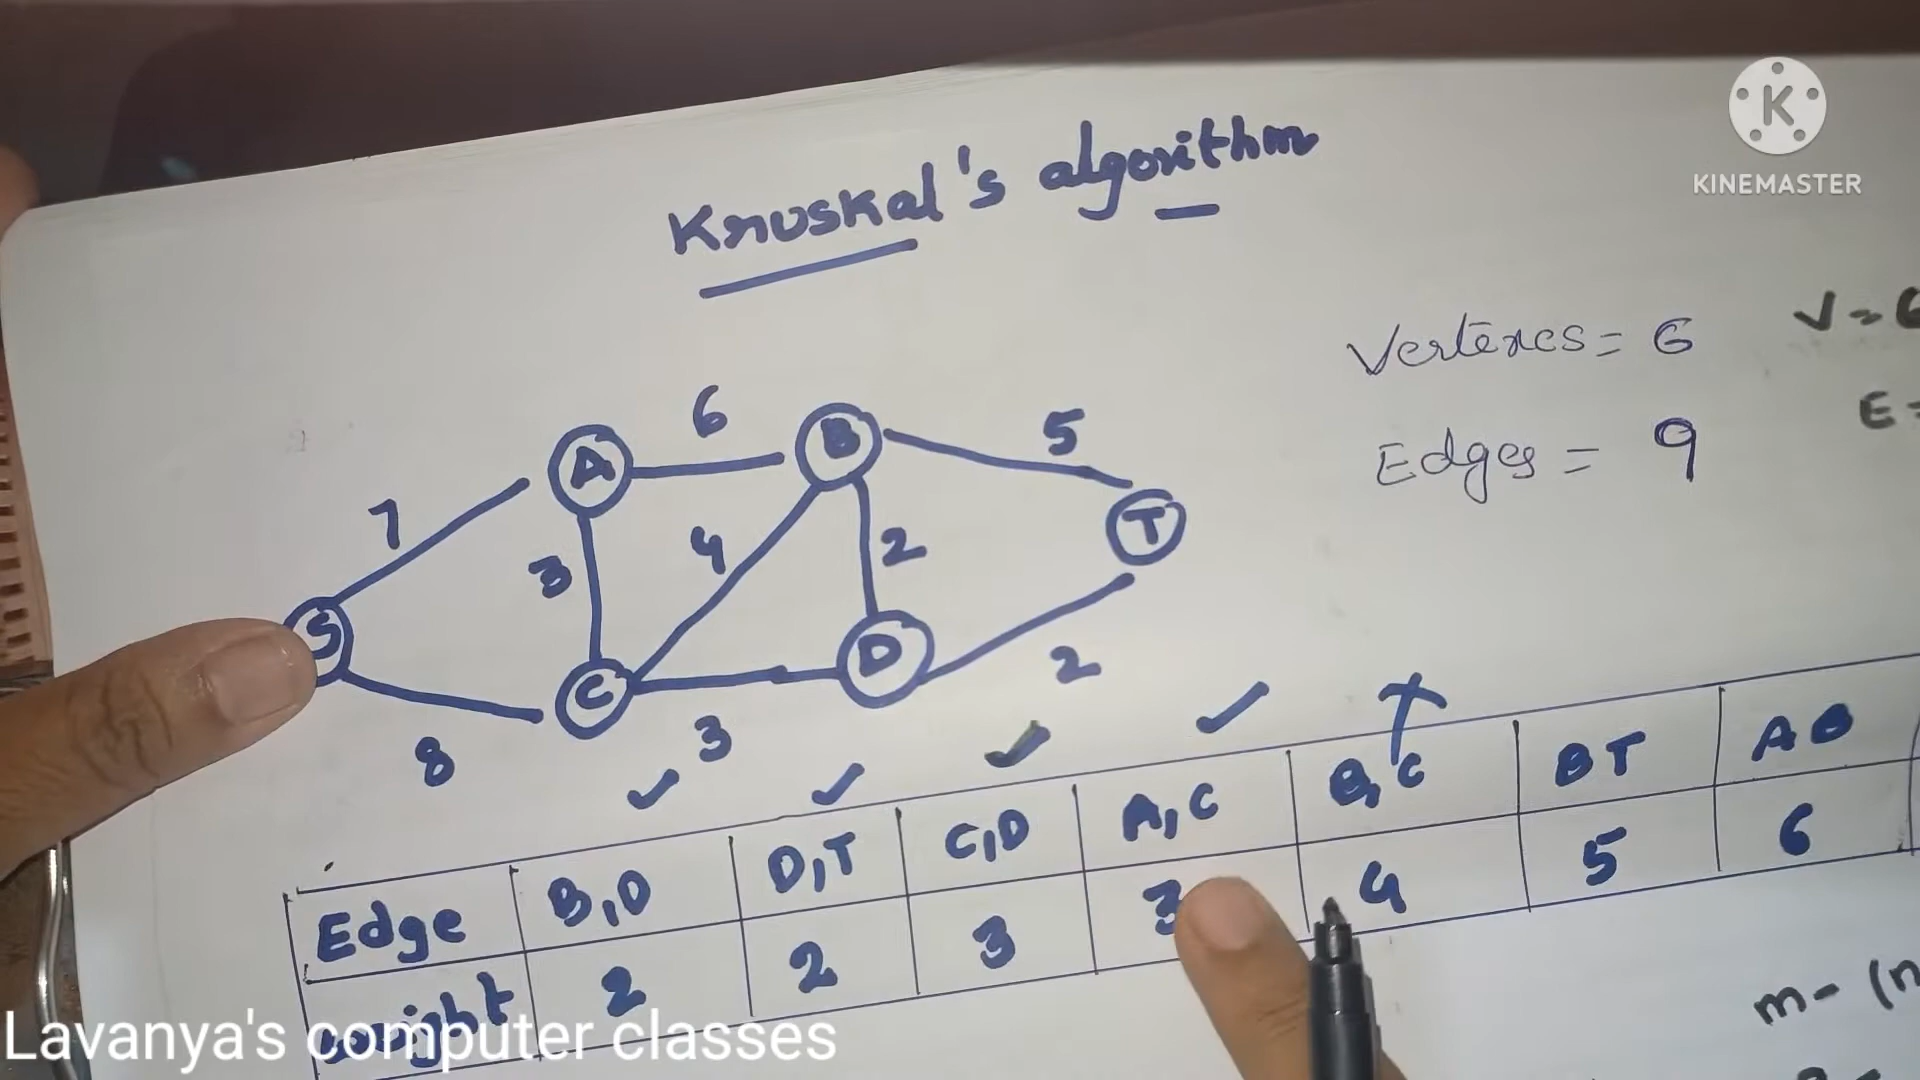 KINEMASTER
Kruskal's algorithm
Vertexes = 6
V = 6
Edges = 9
E =
6
5
A
B
7
T
3
4
2
S
D
C
2
8
3
Edge B,D D,T C,D A,C B,C BT AB
weight 2 2 3 3 4 5 6
m - (n
Lavanya's computer classes